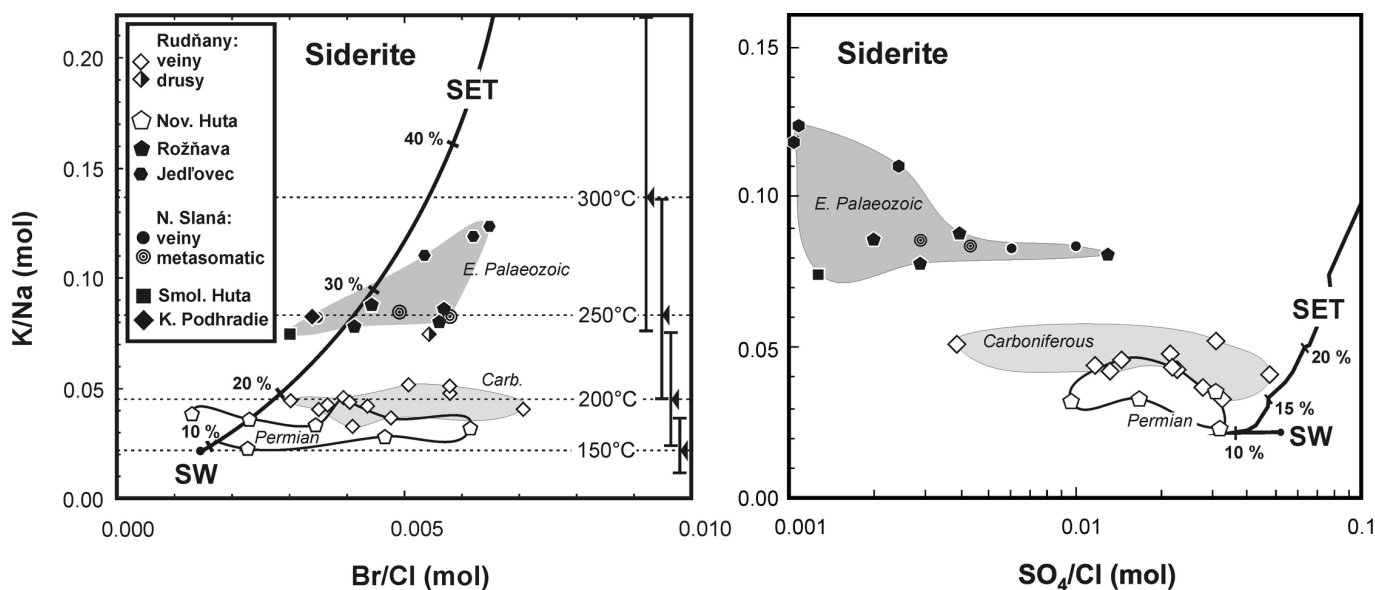 Siderite
SET
40 %
30 %
20 %
10 %
SW
Rudňany:
veiny
drusy
Nov. Huta
Rožňava
Jedľovec
N. Slaná:
veiny
metasomatic
Smol. Huta
K. Podhradie
300°C
250°C
200°C
150°C
E. Palaeozoic
Carb.
Permian
0.20
0.15
0.10
0.05
0.00
K/Na (mol)
0.000
0.005
0.010
Br/Cl (mol)
Siderite
E. Palaeozoic
Carboniferous
Permian
SET
20 %
15 %
10 %
SW
0.15
0.10
0.05
0.00
0.001
0.01
0.1
SO₄/Cl (mol)